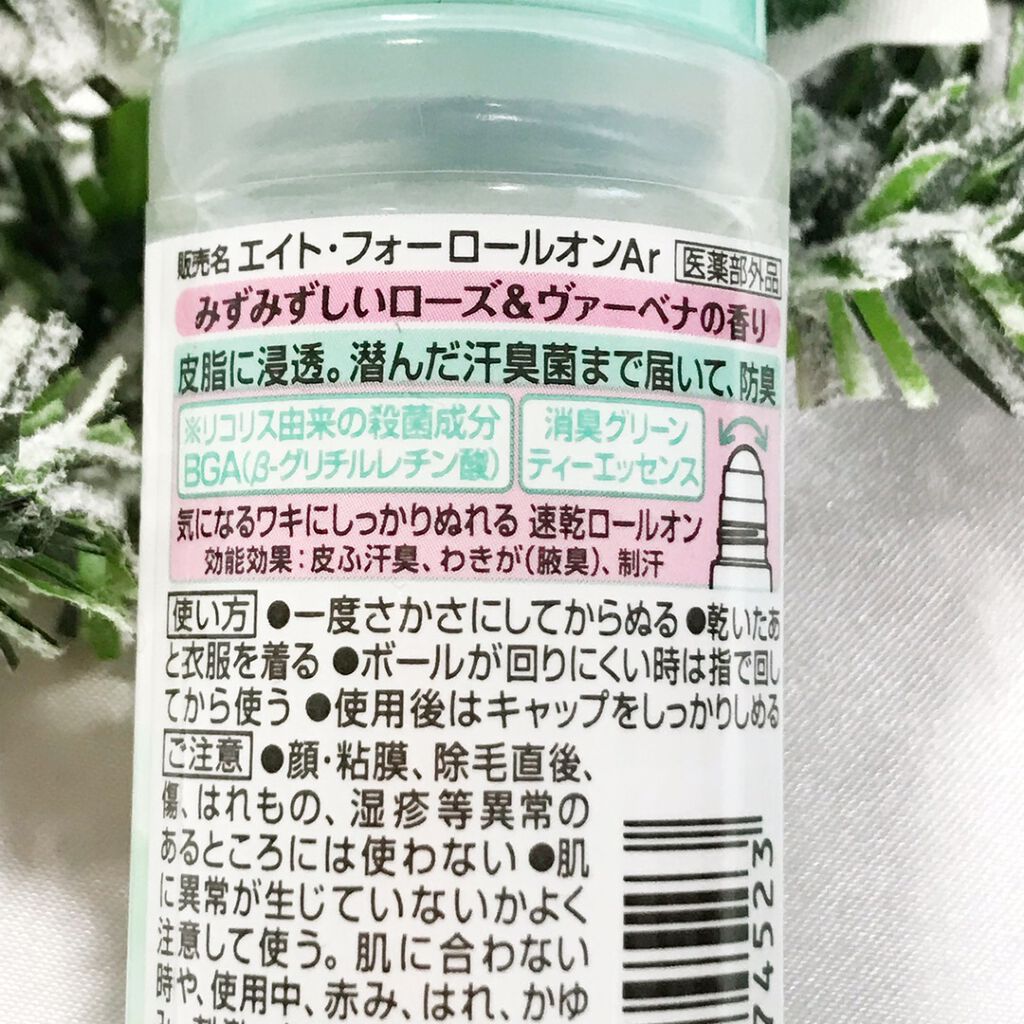 販売名 エイト・フォー ロールオンAr 医薬部外品
みずみずしいローズ&ヴァーベナの香り
皮脂に浸透。潜んだ汗臭菌まで届いて、防臭
※リコリス由来の殺菌成分
BGA(β-グリチルレチン酸)
消臭グリーン
ティーエッセンス
気になるワキにしっかりぬれる 速乾ロールオン
効能効果：皮ふ汗臭、わきが(腋臭)、制汗
使い方 ●一度さかさにしてからぬる ●乾いたあ
と衣服を着る ●ボールが回りにくい時は指で回し
てから使う ●使用後はキャップをしっかりしめる
ご注意 ●顔・粘膜、除毛直後、
傷、はれもの、湿疹等異常の
あるところには使わない ●肌
に異常が生じていないかよく
注意して使う。肌に合わない
時や、使用中、赤み、はれ、かゆ
74523